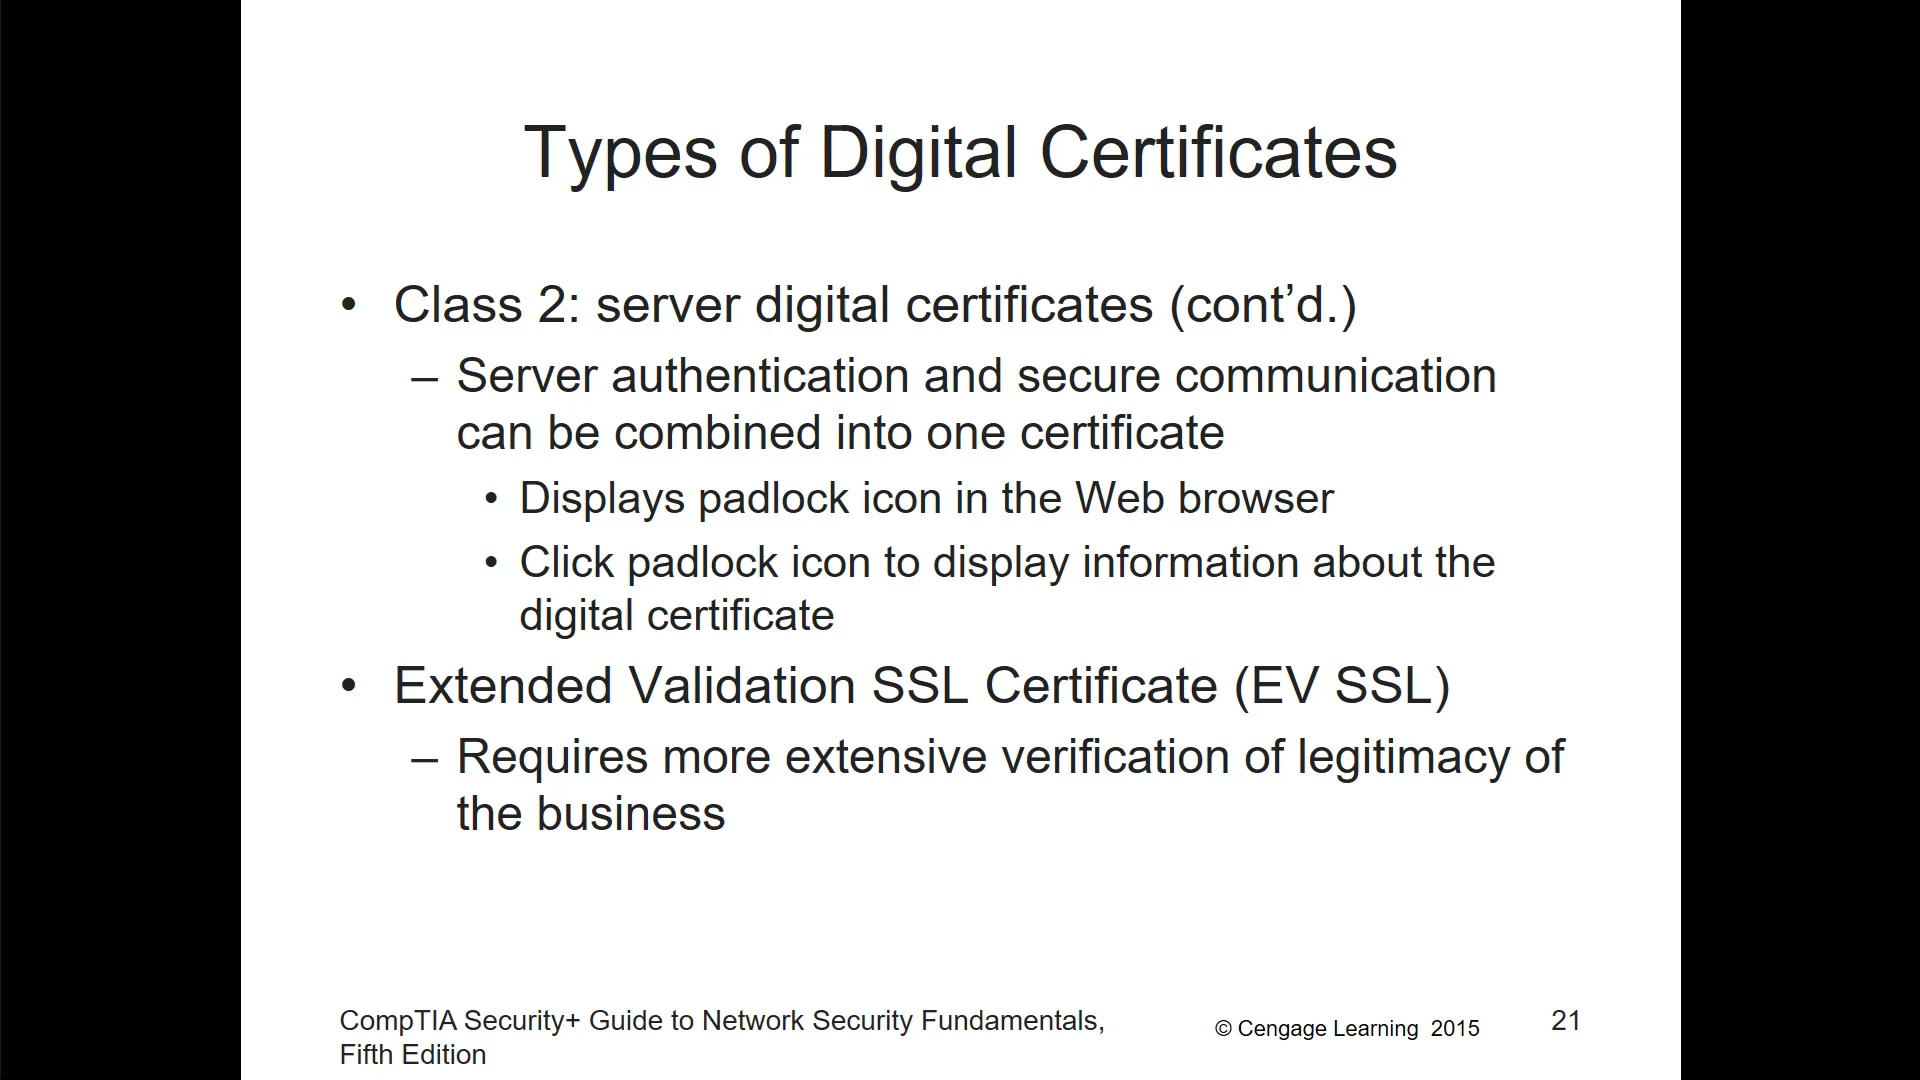 Types of Digital Certificates
• Class 2: server digital certificates (cont’d.)
– Server authentication and secure communication
can be combined into one certificate
• Displays padlock icon in the Web browser
• Click padlock icon to display information about the
digital certificate
• Extended Validation SSL Certificate (EV SSL)
– Requires more extensive verification of legitimacy of
the business
CompTIA Security+ Guide to Network Security Fundamentals,
Fifth Edition
© Cengage Learning 2015
21